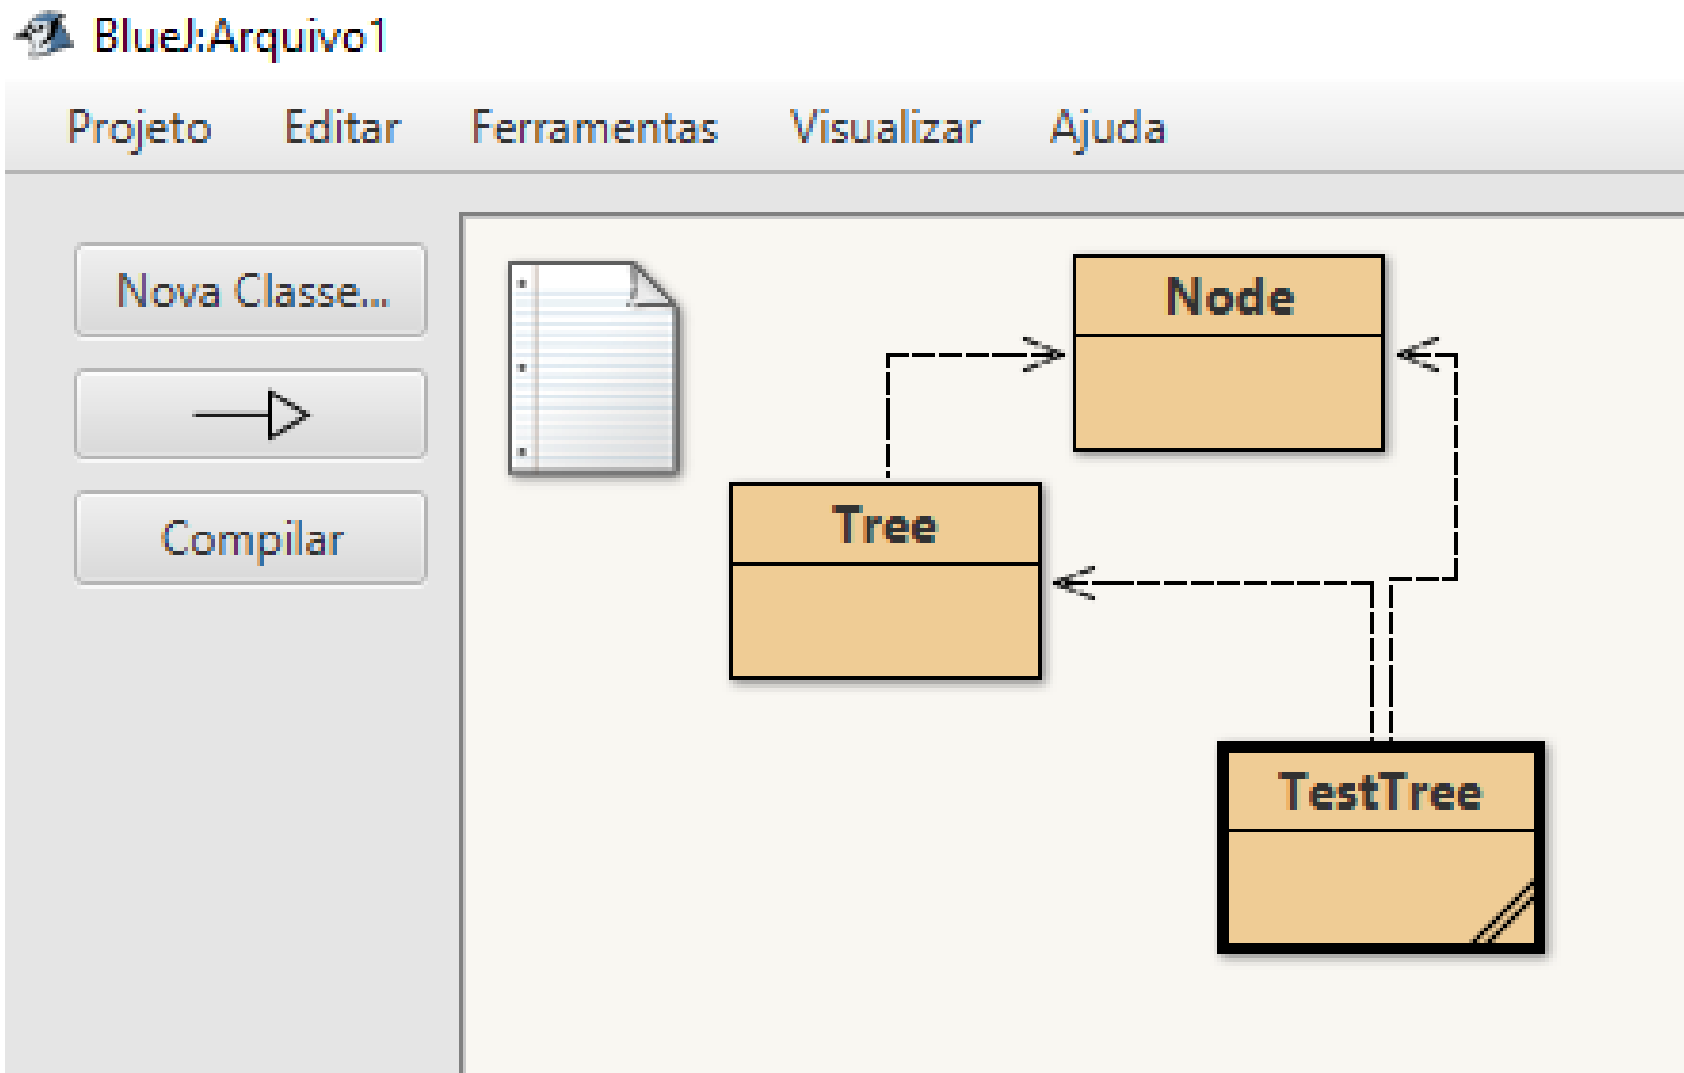 BlueJ:Arquivo1
Projeto Editar Ferramentas Visualizar Ajuda
Nova Classe...
Compilar
Node
Tree
TestTree